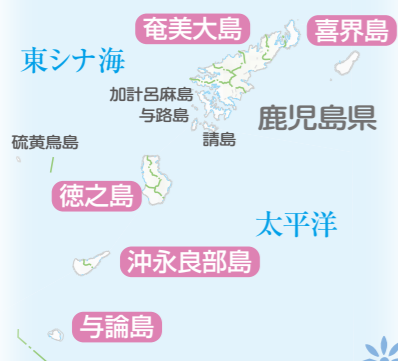 奄美大島
喜界島
東シナ海
加計呂麻島
与路島
鹿児島県
請島
硫黄鳥島
徳之島
太平洋
沖永良部島
与論島